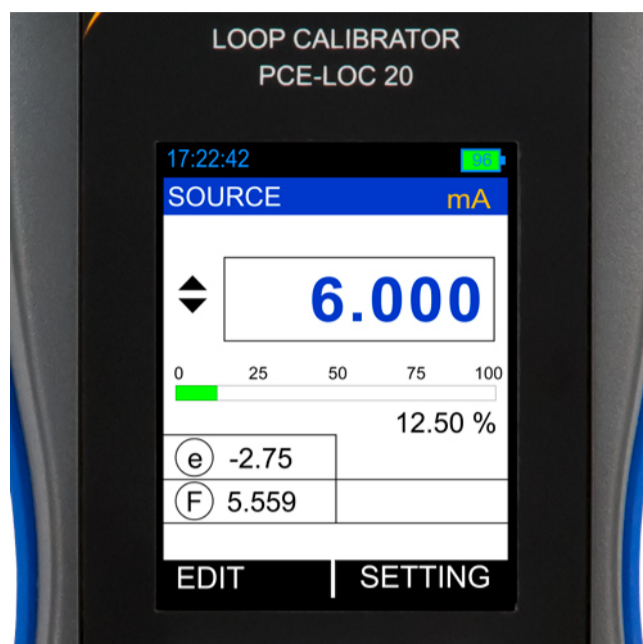 LOOP CALIBRATOR
PCE-LOC 20
17:22:42 96
SOURCE mA
6.000
0 25 50 75 100
12.50 %
e -2.75
F 5.559
EDIT SETTING